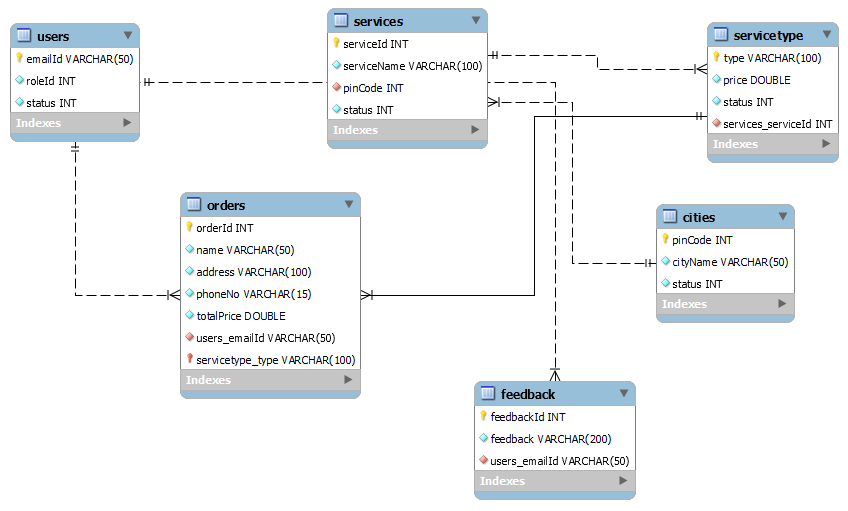 users
emailId VARCHAR(50)
roleId INT
status INT
Indexes
services
serviceId INT
serviceName VARCHAR(100)
pinCode INT
status INT
Indexes
servicetype
type VARCHAR(100)
price DOUBLE
status INT
services_serviceId INT
Indexes
orders
orderId INT
name VARCHAR(50)
address VARCHAR(100)
phoneNo VARCHAR(15)
totalPrice DOUBLE
users_emailId VARCHAR(50)
servicetype_type VARCHAR(100)
Indexes
cities
pinCode INT
cityName VARCHAR(50)
status INT
Indexes
feedback
feedbackId INT
feedback VARCHAR(200)
users_emailId VARCHAR(50)
Indexes